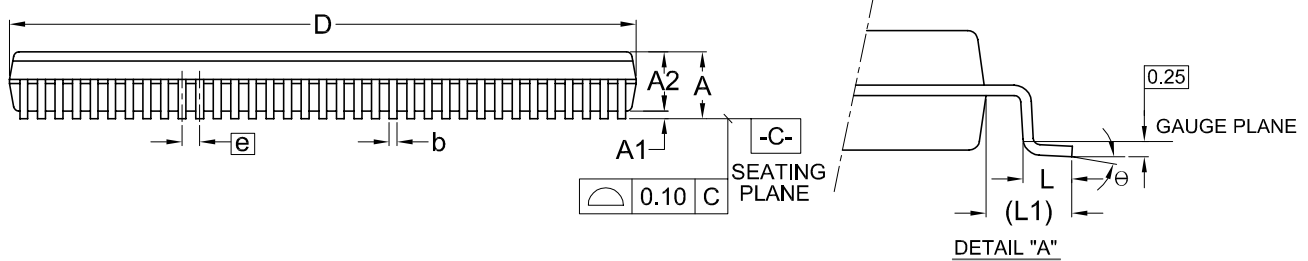 D
A2
A
e
b
A1
-C-
SEATING
PLANE
0.10 C
0.25
GAUGE PLANE
L
θ
(L1)
DETAIL "A"